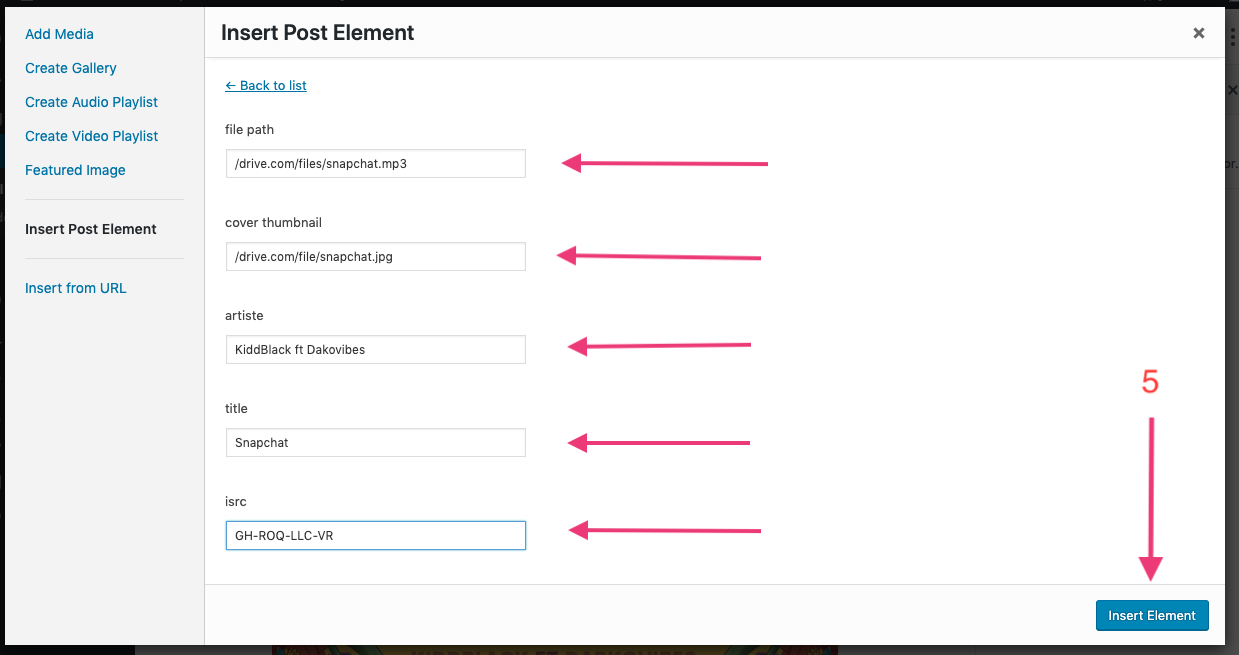 Add Media
Create Gallery
Create Audio Playlist
Create Video Playlist
Featured Image
Insert Post Element
Insert from URL
Insert Post Element
×
← Back to list
file path
/drive.com/files/snapchat.mp3
cover thumbnail
/drive.com/file/snapchat.jpg
artiste
KiddBlack ft Dakovibes
title
Snapchat
isrc
GH-ROQ-LLC-VR
5
Insert Element